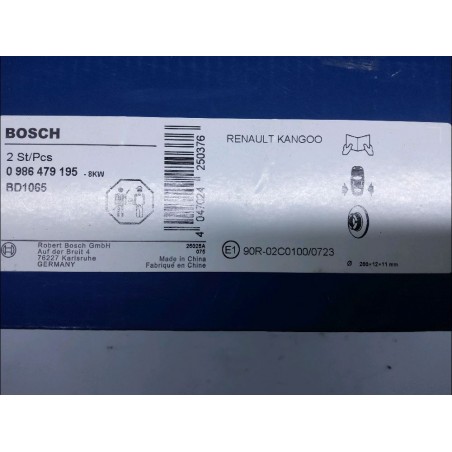 BOSCH
2 St/Pcs
0 986 479 195 - 8KW
BD1065
Robert Bosch GmbH
Auf der Breit 4
76227 Karlsruhe
GERMANY
Made in China
Fabriqué en Chine
4 047024 250376
RENAULT KANGOO
E1 90R-02C0100/0723